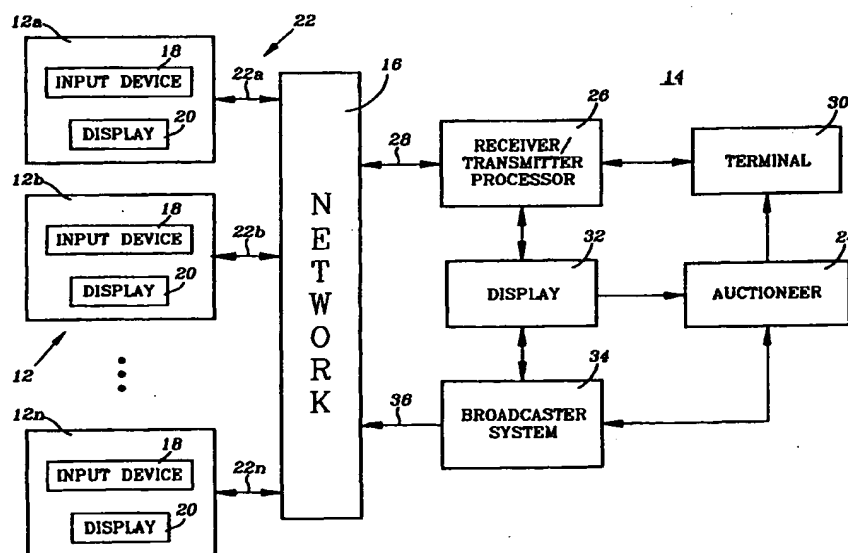 12a
18
INPUT DEVICE
20
DISPLAY
22
22a
12b
18
INPUT DEVICE
20
DISPLAY
22b
12
12n
18
INPUT DEVICE
20
DISPLAY
22n
16
NETWORK
14
28
26
RECEIVER/
TRANSMITTER
PROCESSOR
30
TERMINAL
32
DISPLAY
AUCTIONEER
34
BROADCASTER
SYSTEM
36